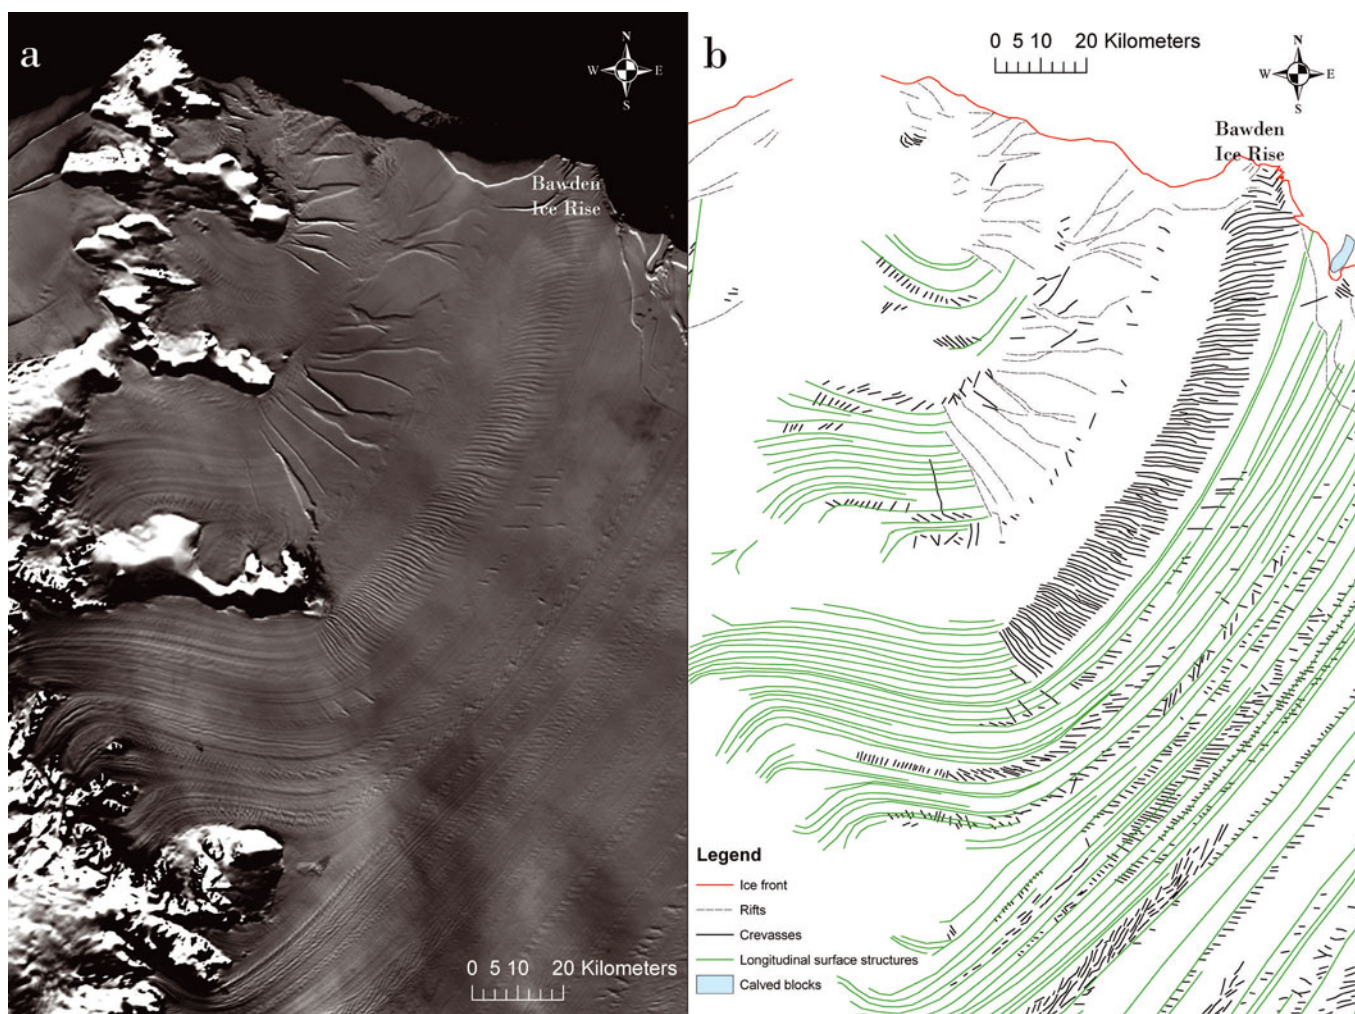 a
N
W E
S
Bawden
Ice Rise
0 5 10 20 Kilometers
b
0 5 10 20 Kilometers
N
W E
S
Bawden
Ice Rise
Legend
Ice front
Rifts
Crevasses
Longitudinal surface structures
Calved blocks